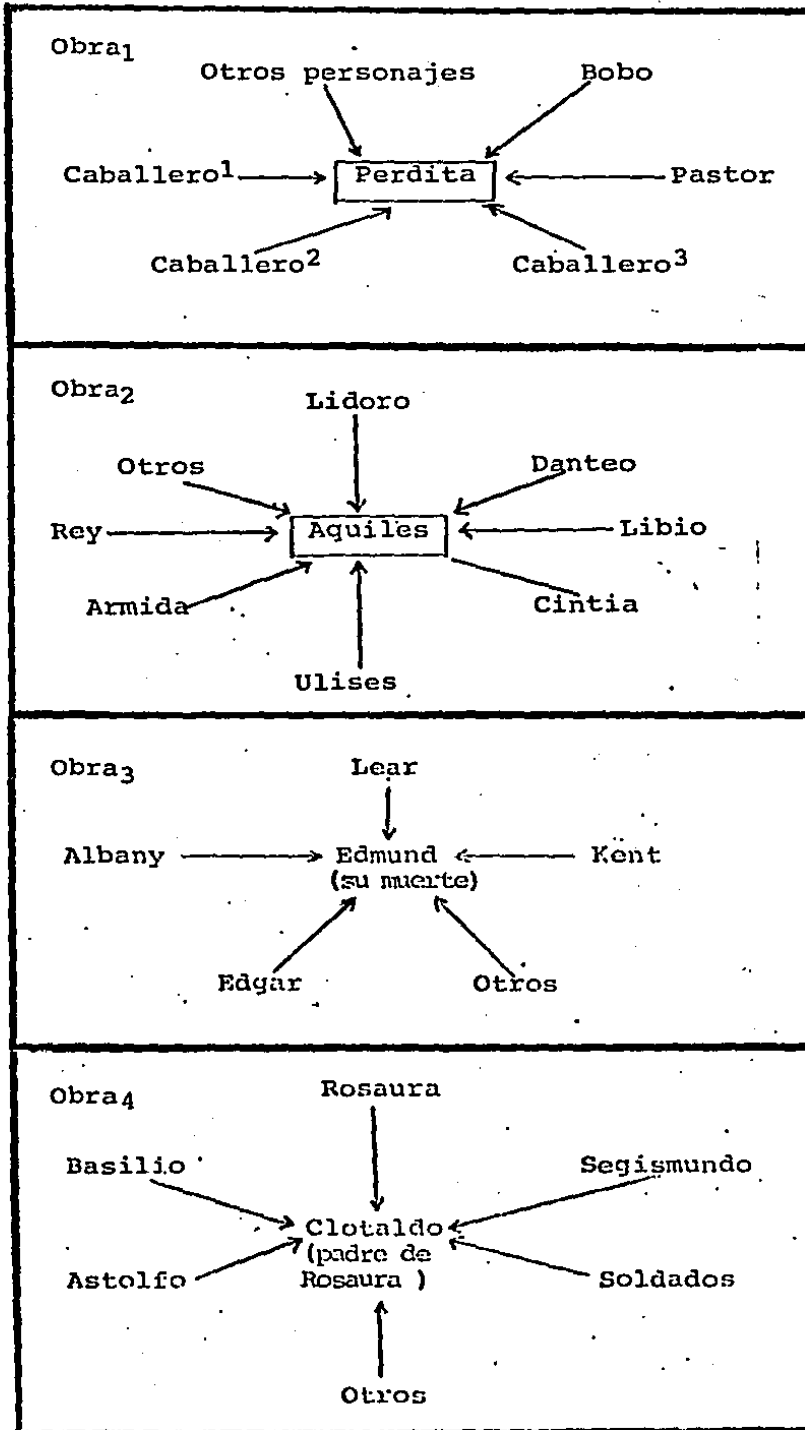 Obra1
Otros personajes Bobo
Caballero1 Perdita Pastor
Caballero2 Caballero3
Obra2
Lidoro
Otros Danteo
Rey Aquiles Libio
Armida Cintia
Ulises
Obra3
Lear
Albany Edmund Kent
(su muerte)
Edgar Otros
Obra4
Rosaura
Basilio Segismundo
Clotaldo
(padre de
Astolfo Rosaura ) Soldados
Otros